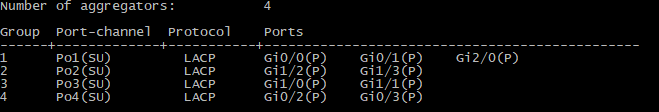 Number of aggregators:           4
Group  Port-channel  Protocol    Ports
------+-------------+-----------+-----------------------------------------------
1      Po1(SU)         LACP      Gi0/0(P)    Gi0/1(P)    Gi2/0(P)
2      Po2(SU)         LACP      Gi1/2(P)    Gi1/3(P)
3      Po3(SU)         LACP      Gi1/0(P)    Gi1/1(P)
4      Po4(SU)         LACP      Gi0/2(P)    Gi0/3(P)